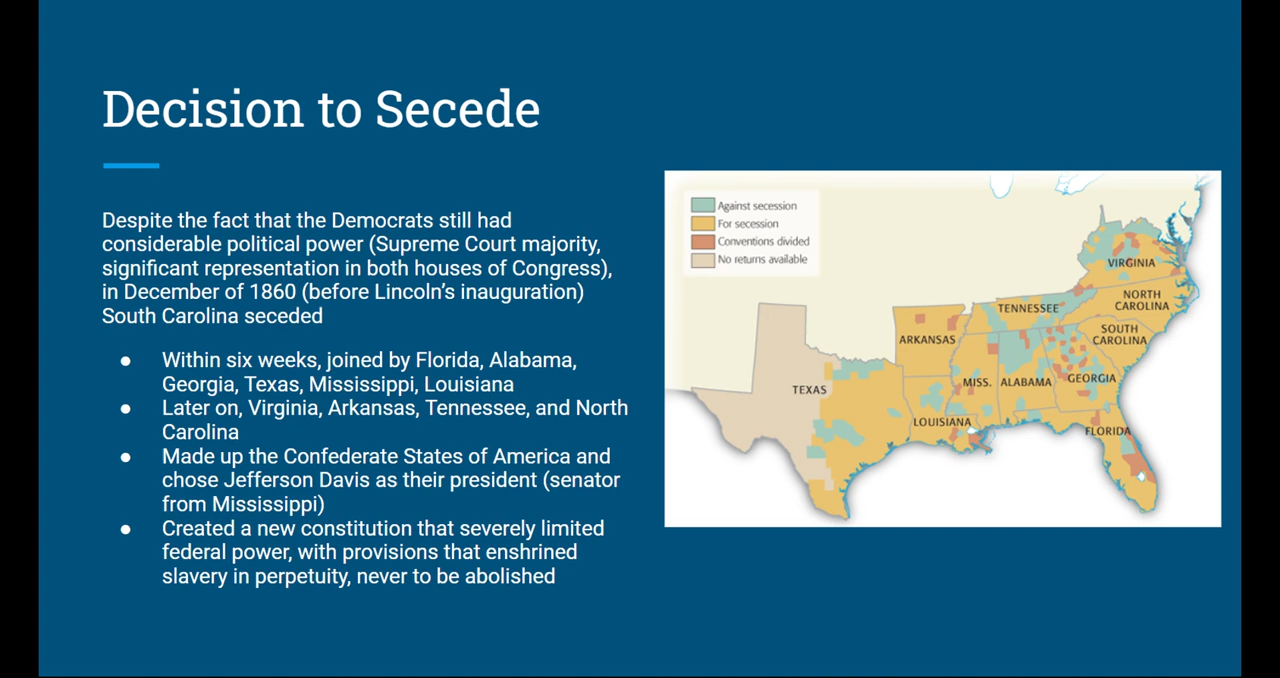 Decision to Secede
Despite the fact that the Democrats still had
considerable political power (Supreme Court majority,
significant representation in both houses of Congress),
in December of 1860 (before Lincoln's inauguration)
South Carolina seceded
● Within six weeks, joined by Florida, Alabama,
Georgia, Texas, Mississippi, Louisiana
● Later on, Virginia, Arkansas, Tennessee, and North
Carolina
● Made up the Confederate States of America and
chose Jefferson Davis as their president (senator
from Mississippi)
● Created a new constitution that severely limited
federal power, with provisions that enshrined
slavery in perpetuity, never to be abolished
Against secession
For secession
Conventions divided
No returns available
VIRGINIA
NORTH
CAROLINA
TENNESSEE
SOUTH
CAROLINA
ARKANSAS
TEXAS
MISS.
ALABAMA
GEORGIA
LOUISIANA
FLORIDA